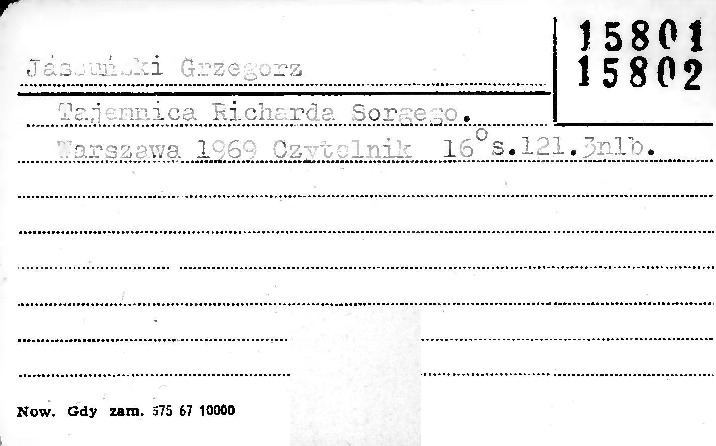 15801
15802
Jaszuński Grzegorz
Tajemnica Richarda Sorgego.
Warszawa 1969 Czytelnik 16° s.121.3nlb.
Now. Gdy zam. 575 67 10000